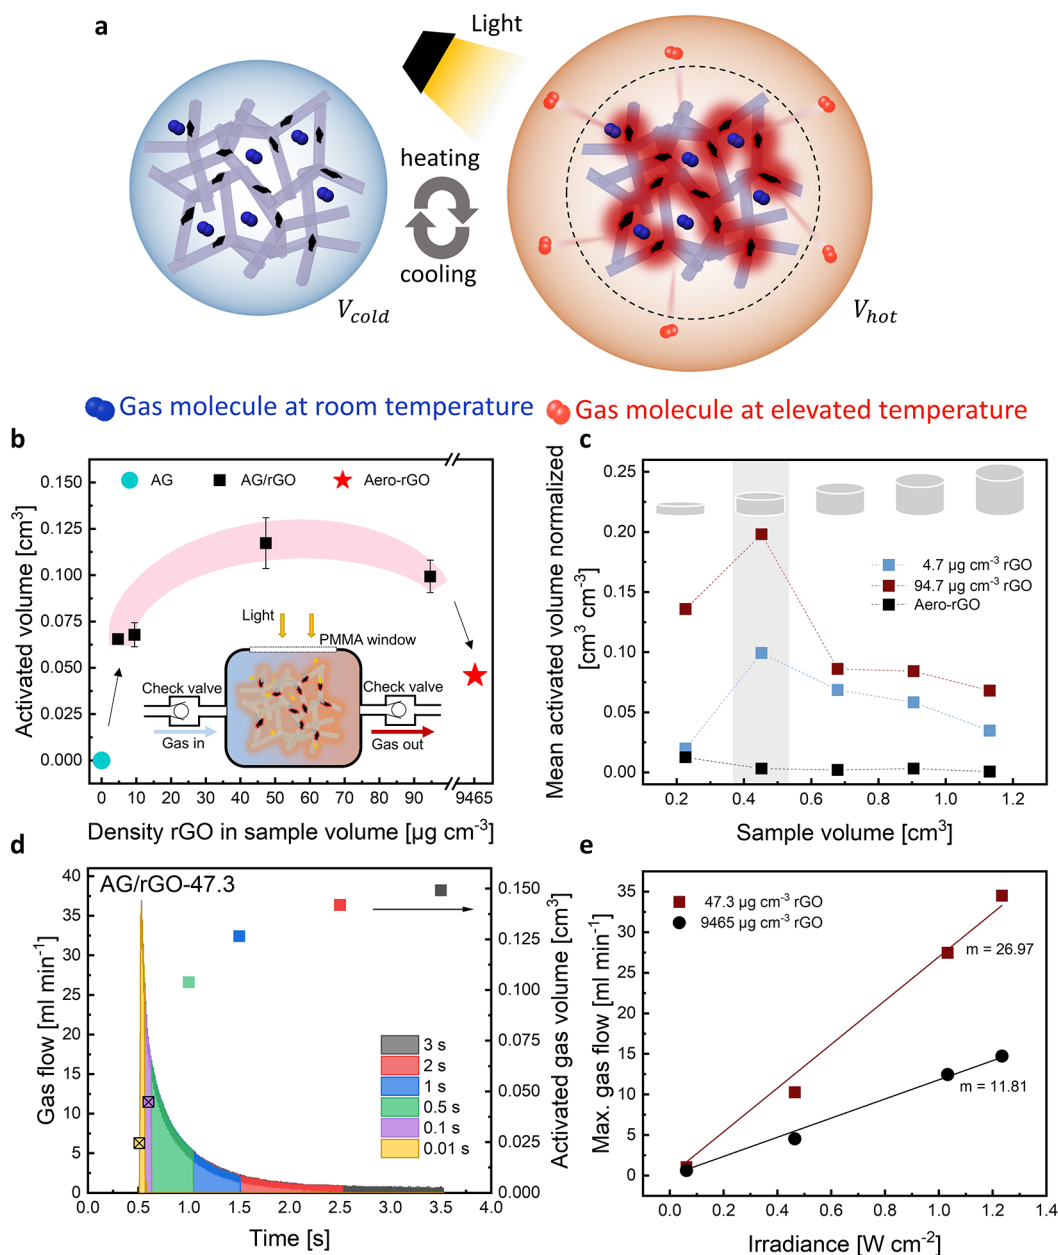 a
Light
heating
cooling
V_cold
V_hot
Gas molecule at room temperature
Gas molecule at elevated temperature
b
AG
AG/rGO
Aero-rGO
Activated volume [cm³]
0.150
0.125
0.100
0.075
0.050
0.025
0.000
Light
PMMA window
Check valve
Check valve
Gas in
Gas out
0 10 20 30 40 50 60 70 80 90 9465
Density rGO in sample volume [µg cm⁻³]
c
Mean activated volume normalized
[cm³ cm⁻³]
0.25
0.20
0.15
0.10
0.05
0.00
4.7 µg cm⁻³ rGO
94.7 µg cm⁻³ rGO
Aero-rGO
0.2 0.4 0.6 0.8 1.0 1.2
Sample volume [cm³]
d
AG/rGO-47.3
Gas flow [ml min⁻¹]
40
35
30
25
20
15
10
5
0
Activated gas volume [cm³]
0.150
0.125
0.100
0.075
0.050
0.025
0.000
3 s
2 s
1 s
0.5 s
0.1 s
0.01 s
0.0 0.5 1.0 1.5 2.0 2.5 3.0 3.5 4.0
Time [s]
e
Max. gas flow [ml min⁻¹]
35
30
25
20
15
10
5
0
47.3 µg cm⁻³ rGO
9465 µg cm⁻³ rGO
m = 26.97
m = 11.81
0.0 0.2 0.4 0.6 0.8 1.0 1.2 1.4
Irradiance [W cm⁻²]